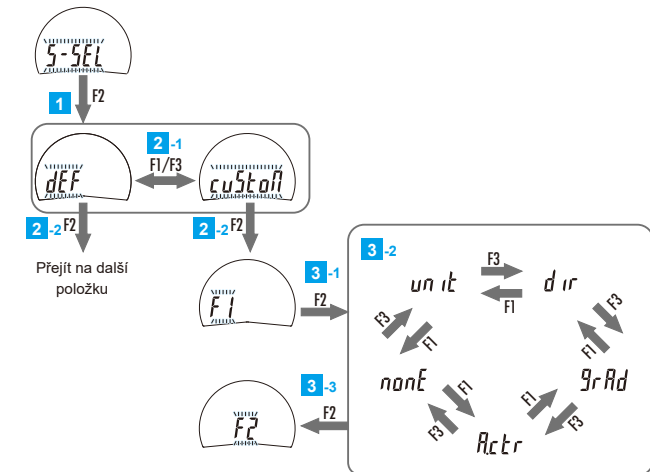 S-SEL
1 F2
2 -1
F1/F3
dEF
cuStoM
2 -2 F2
2 -2 F2
Přejít na další
položku
3 -1
F1
F2
3 -2
unit
F3
F1
dir
F3
F1
nonE
F3
F1
grAd
F1
F3
F1
F3
A.ctr
3 -3
F2
F2